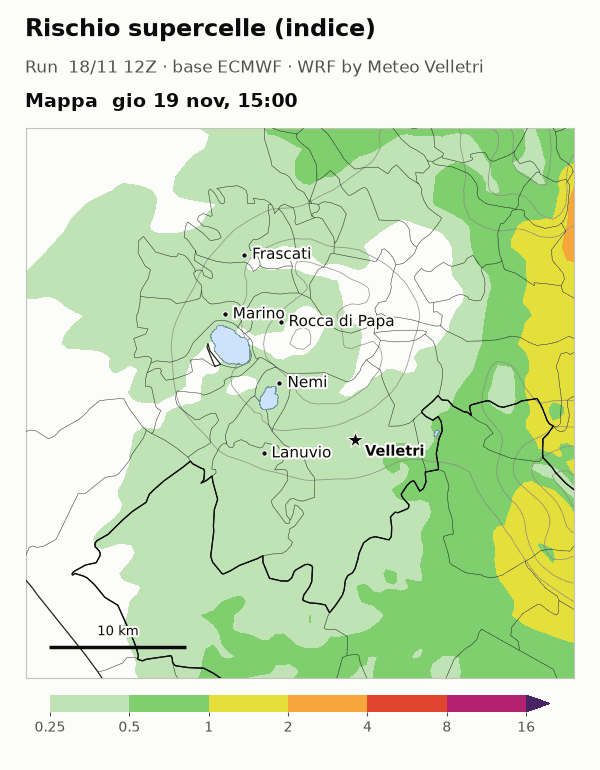 Rischio supercelle (indice)
Run  18/11 12Z · base ECMWF · WRF by Meteo Velletri
Mappa  gio 19 nov, 15:00
Frascati
Marino
Rocca di Papa
Nemi
Velletri
Lanuvio
10 km
0.25 0.5 1 2 4 8 16